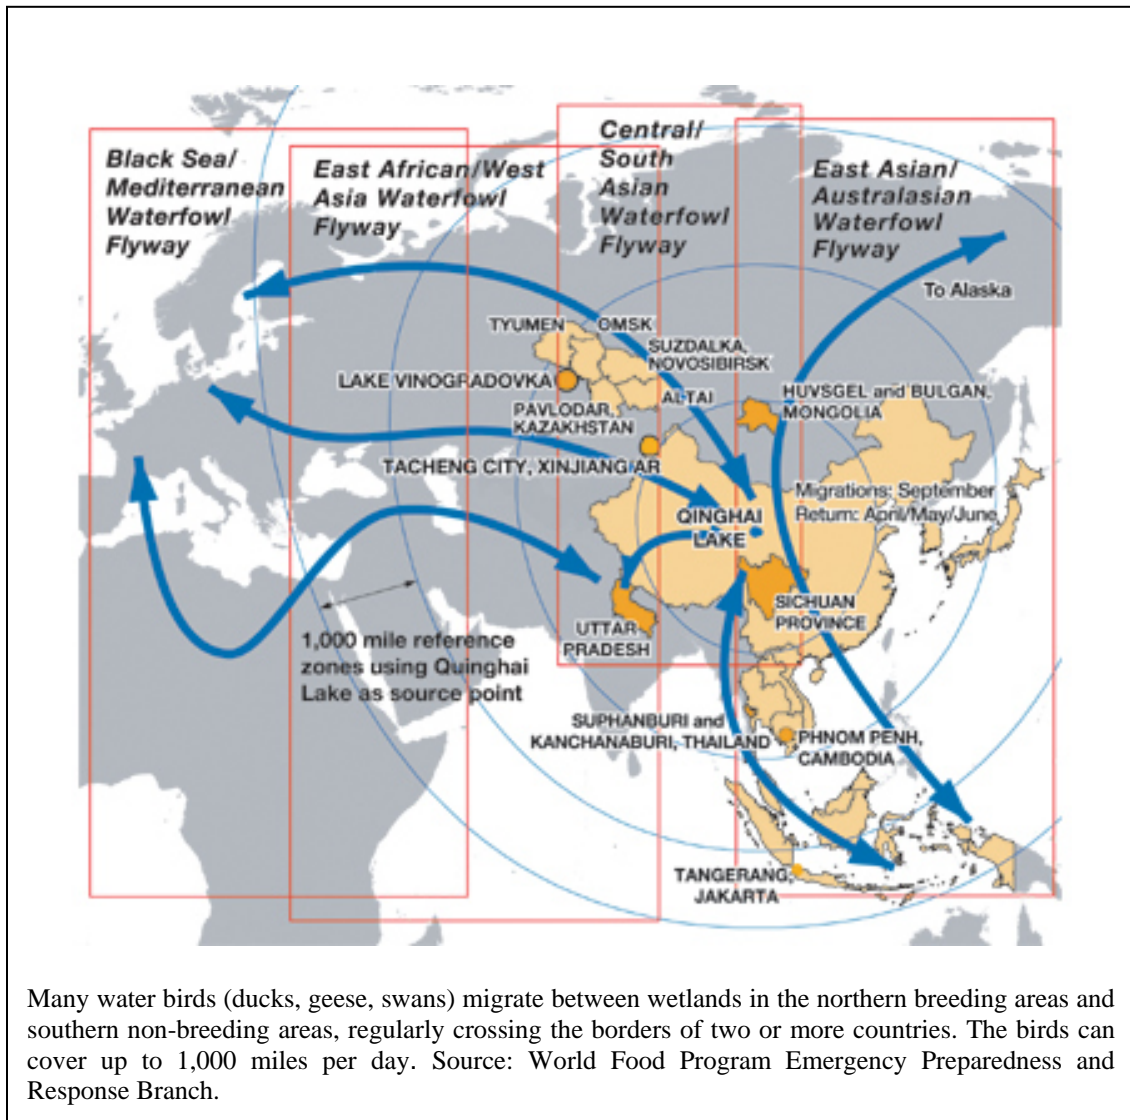 Black Sea/
Mediterranean
Waterfowl
Flyway
East African/West
Asia Waterfowl
Flyway
Central/
South
Asian
Waterfowl
Flyway
East Asian/
Australasian
Waterfowl
Flyway
To Alaska
TYUMEN
OMSK
SUZDALKA,
NOVOSIBIRSK
LAKE VINOGRADOVKA
ALTAI
PAVLODAR,
KAZAKHSTAN
HUVSGEL and BULGAN,
MONGOLIA
TACHENG CITY, XINJIANG AR
Migrations: September
Return: April/May/June
QINGHAI
LAKE
SICHUAN
PROVINCE
UTTAR
PRADESH
1,000 mile reference
zones using Quinghai
Lake as source point
SUPHANBURI and
KANCHANABURI, THAILAND
PHNOM PENH,
CAMBODIA
TANGERANG,
JAKARTA
Many water birds (ducks, geese, swans) migrate between wetlands in the northern breeding areas and
southern non-breeding areas, regularly crossing the borders of two or more countries. The birds can
cover up to 1,000 miles per day. Source: World Food Program Emergency Preparedness and
Response Branch.